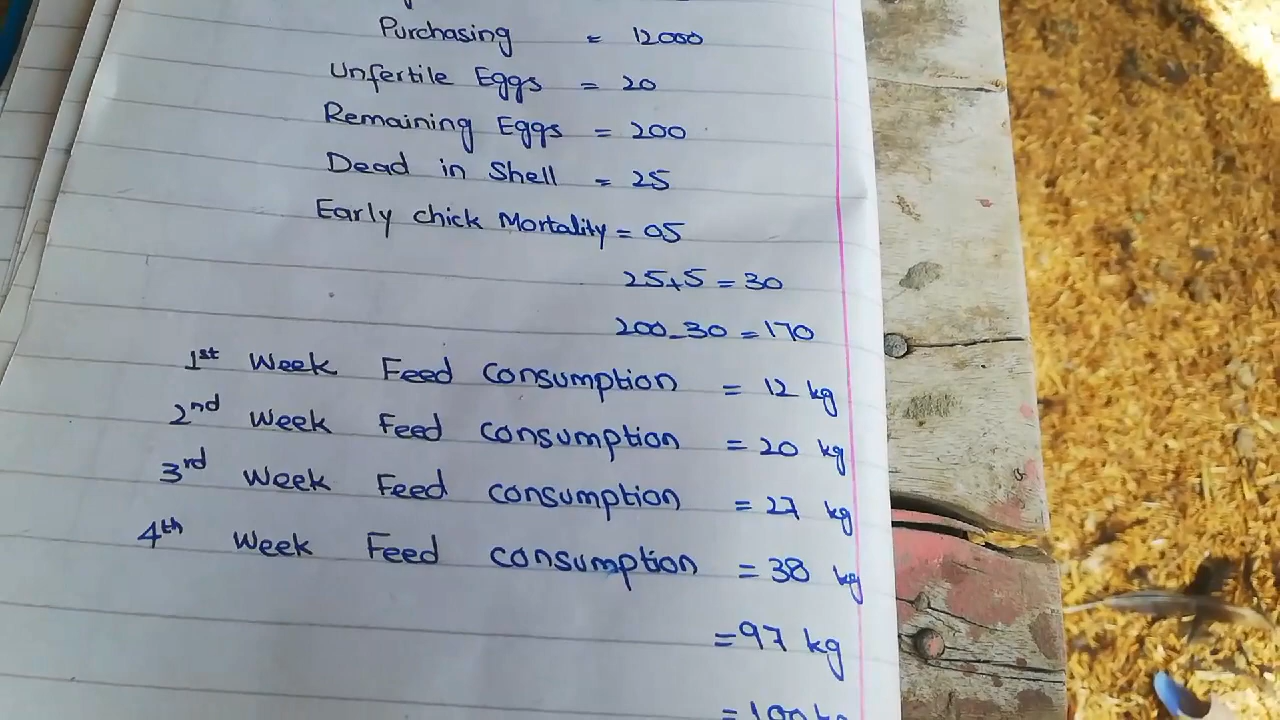 Purchasing = 12000
Unfertile Eggs = 20
Remaining Eggs = 200
Dead in Shell = 25
Early chick Mortality = 05
25+5 = 30
200-30 = 170
1st Week Feed consumption = 12 kg
2nd Week Feed consumption = 20 kg
3rd Week Feed consumption = 27 kg
4th Week Feed consumption = 38 kg
= 97 kg